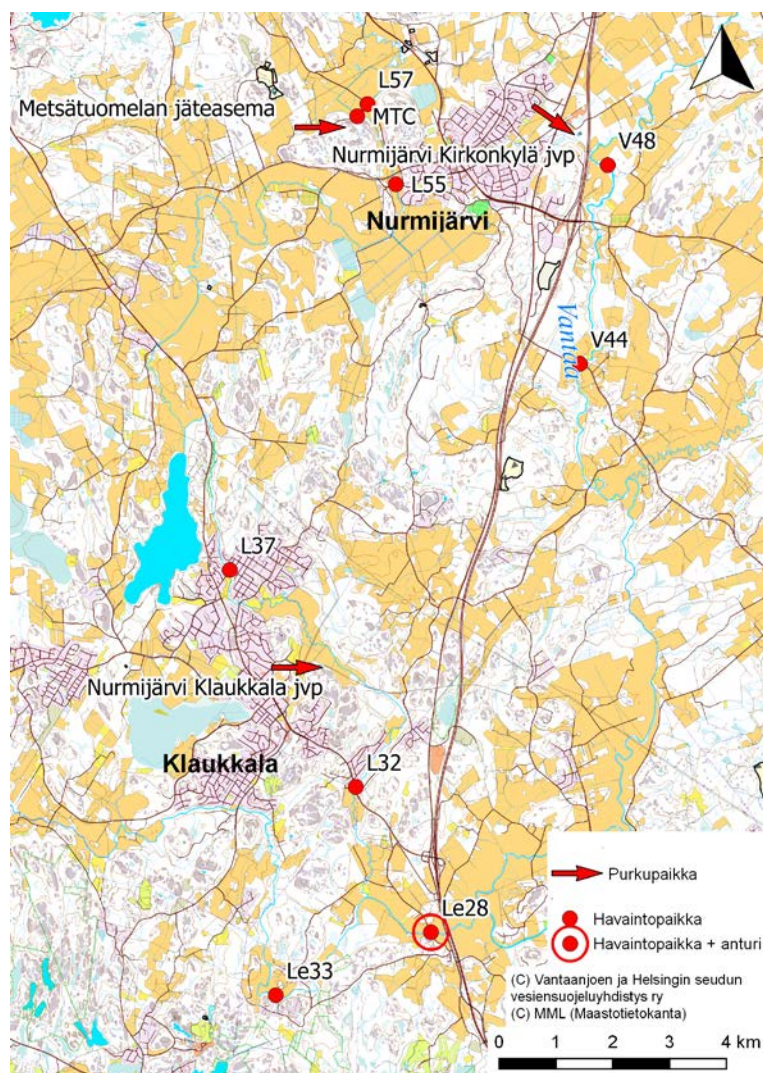 L57
Metsätuomelan jäteasema
MTC
Nurmijärvi Kirkonkylä jvp
V48
L55
Nurmijärvi
Vantaa
V44
L37
Nurmijärvi Klaukkala jvp
Klaukkala
L32
Le28
Le33
Purkupaikka
Havaintopaikka
Havaintopaikka + anturi
(C) Vantaanjoen ja Helsingin seudun
vesiensuojeluyhdistys ry
(C) MML (Maastotietokanta)
0 1 2 3 4 km